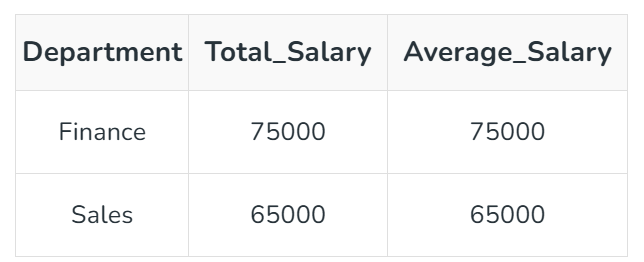 Department Total_Salary Average_Salary
Finance 75000 75000
Sales 65000 65000